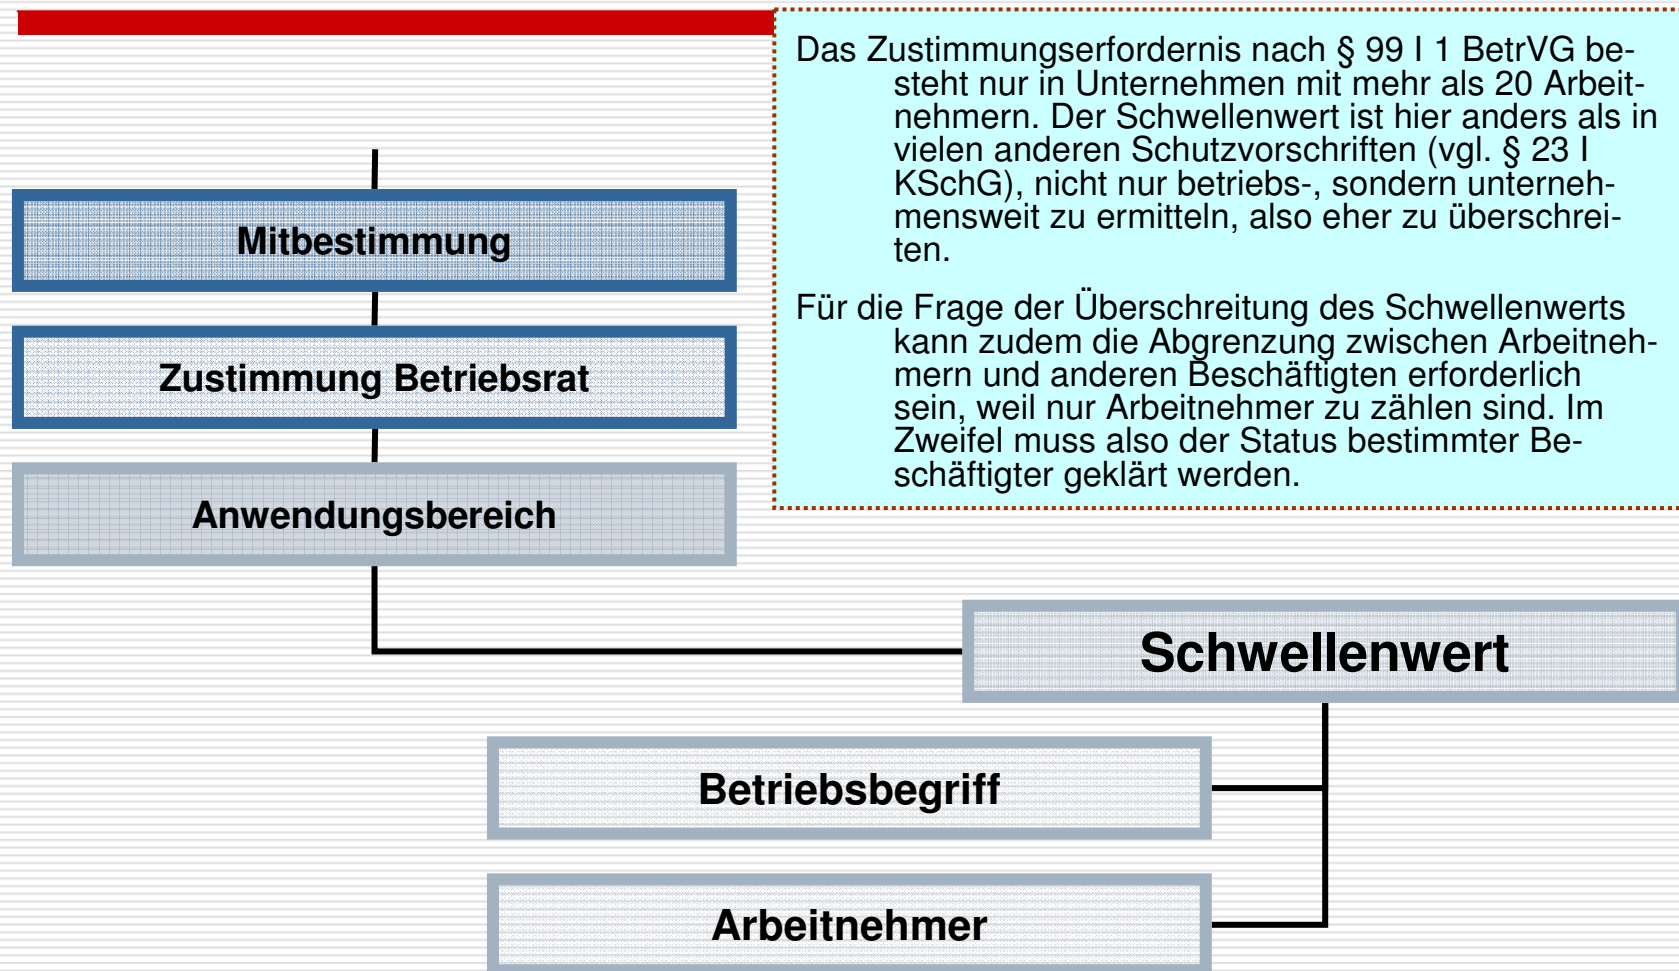 Das Zustimmungserfordernis nach § 99 I 1 BetrVG be-
steht nur in Unternehmen mit mehr als 20 Arbeit-
nehmern. Der Schwellenwert ist hier anders als in
vielen anderen Schutzvorschriften (vgl. § 23 I
KSchG), nicht nur betriebs-, sondern unterneh-
mensweit zu ermitteln, also eher zu überschrei-
ten.
Für die Frage der Überschreitung des Schwellenwerts
kann zudem die Abgrenzung zwischen Arbeitneh-
mern und anderen Beschäftigten erforderlich
sein, weil nur Arbeitnehmer zu zählen sind. Im
Zweifel muss also der Status bestimmter Be-
schäftigter geklärt werden.
Mitbestimmung
Zustimmung Betriebsrat
Anwendungsbereich
Schwellenwert
Betriebsbegriff
Arbeitnehmer